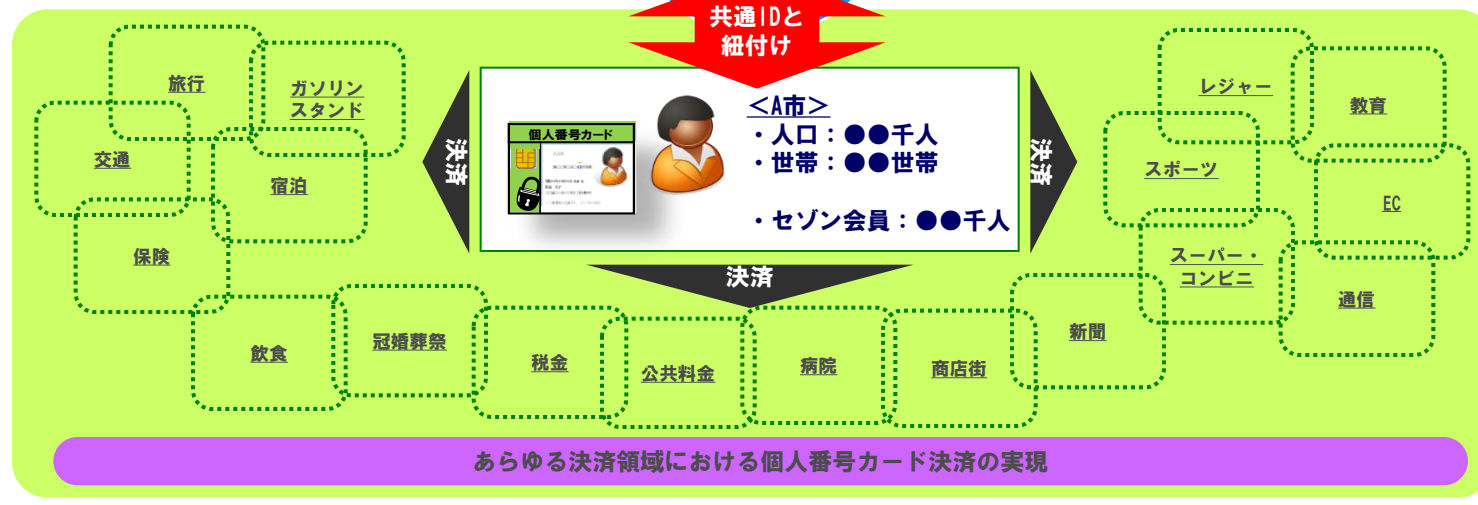 共通IDと
紐付け
旅行
ガソリン
スタンド
交通
宿泊
保険
決済
個人番号カード
<A市>
・人口：●●千人
・世帯：●●世帯
・セゾン会員：●●千人
決済
決済
レジャー
教育
スポーツ
EC
スーパー・
コンビニ
通信
飲食
冠婚葬祭
税金
公共料金
病院
商店街
新聞
あらゆる決済領域における個人番号カード決済の実現